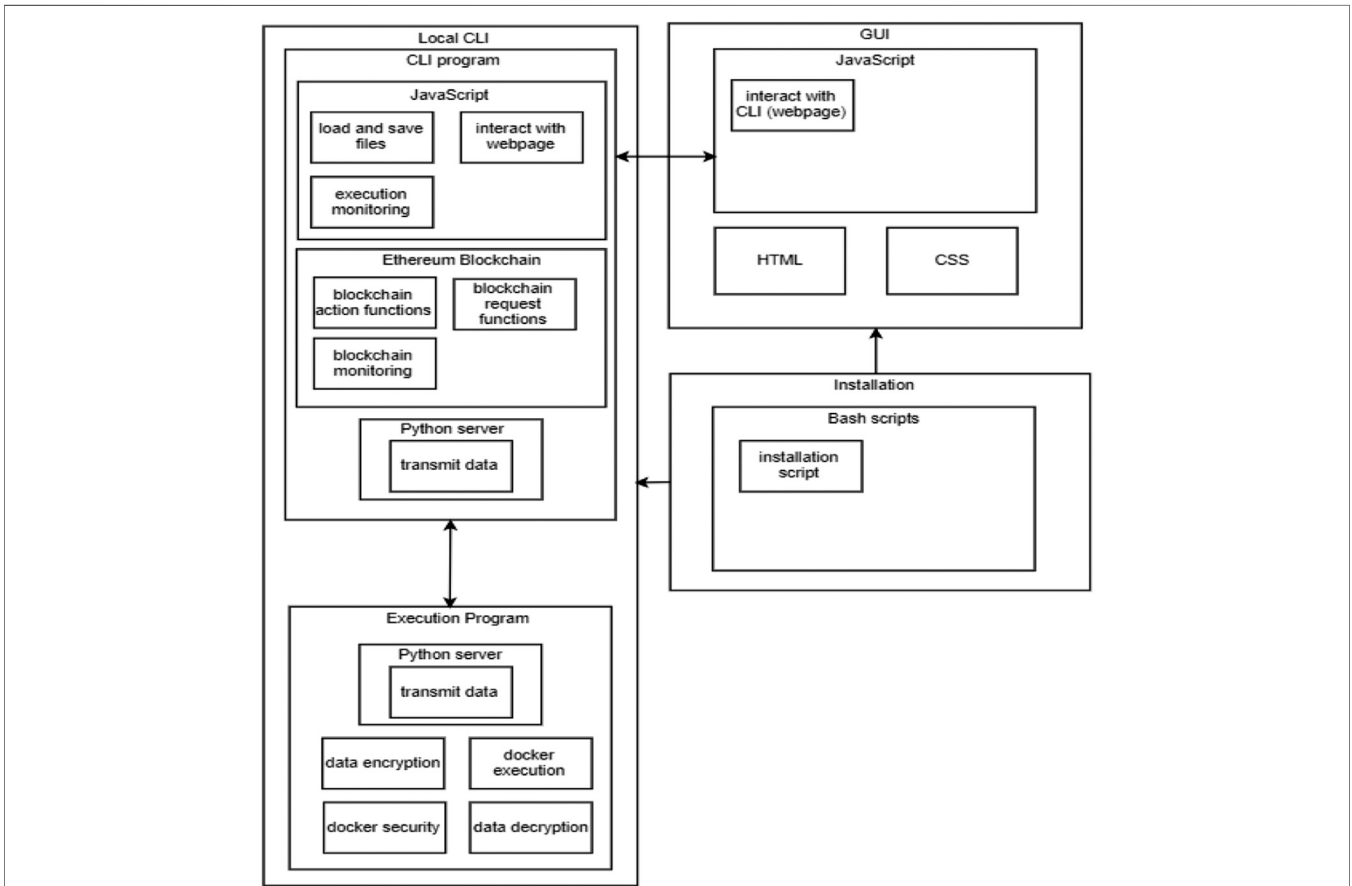 Local CLI
CLI program
JavaScript
load and save
files
interact with
webpage
execution
monitoring
Ethereum Blockchain
blockchain
action functions
blockchain
request
functions
blockchain
monitoring
Python server
transmit data
Execution Program
Python server
transmit data
data encryption
docker
execution
docker security
data decryption
GUI
JavaScript
interact with
CLI (webpage)
HTML
CSS
Installation
Bash scripts
installation
script